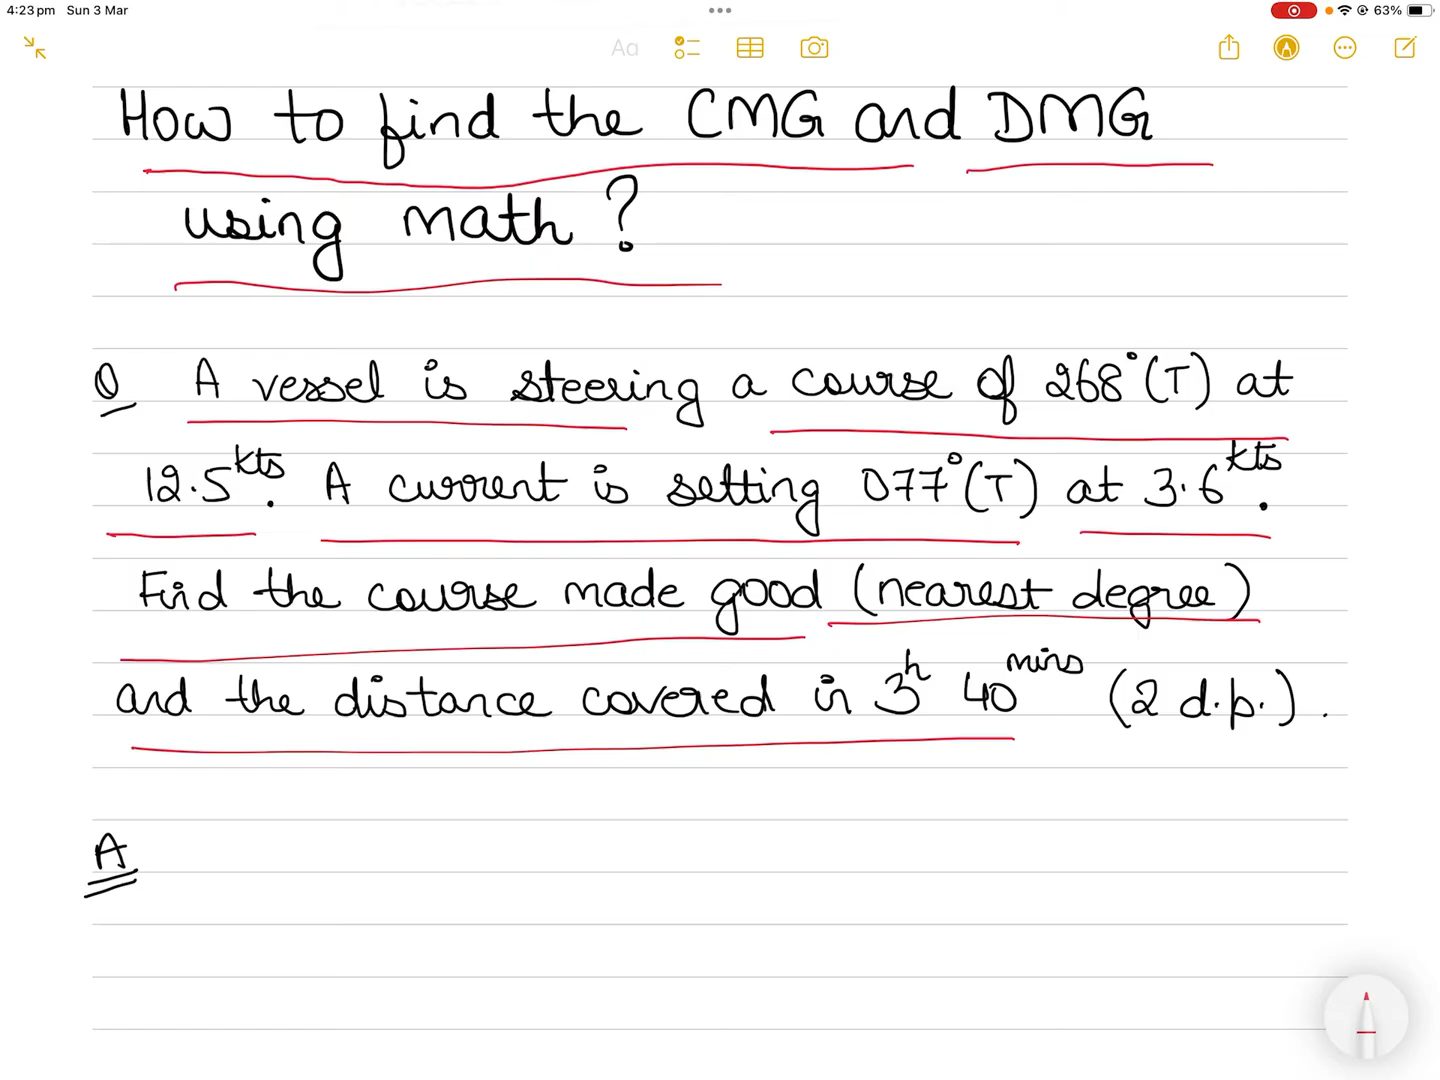 4:23 pm Sun 3 Mar
63%
Aa
How to find the CMG and DMG
using math?
Q A vessel is steering a course of 268°(T) at
12.5kts. A current is setting 077°(T) at 3.6kts.
Find the course made good (nearest degree)
and the distance covered in 3h 40mins (2 d.p.).
A